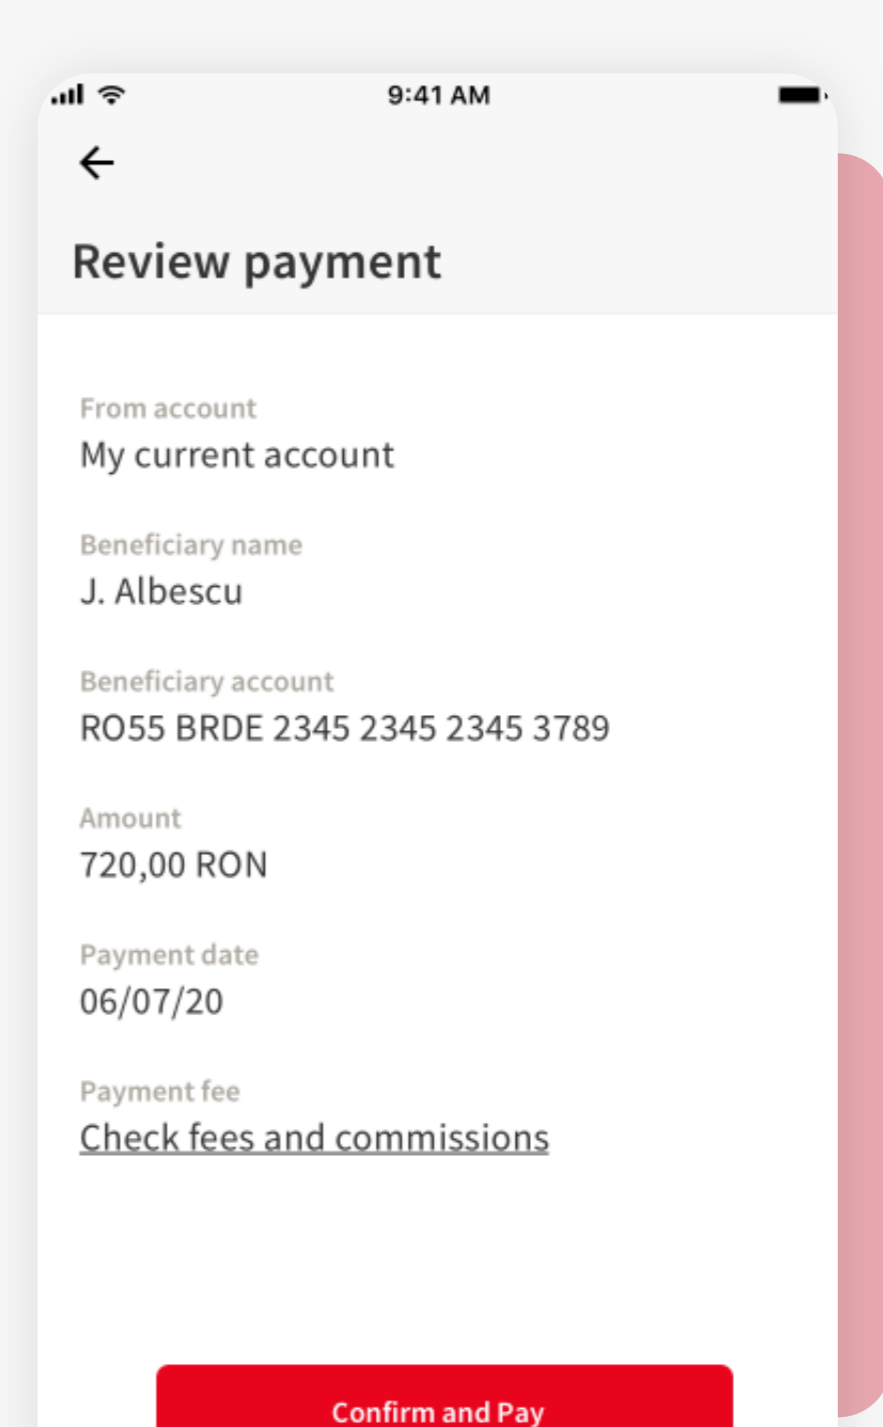 9:41 AM
Review payment
From account
My current account
Beneficiary name
J. Albescu
Beneficiary account
RO55 BRDE 2345 2345 2345 3789
Amount
720,00 RON
Payment date
06/07/20
Payment fee
Check fees and commissions
Confirm and Pay